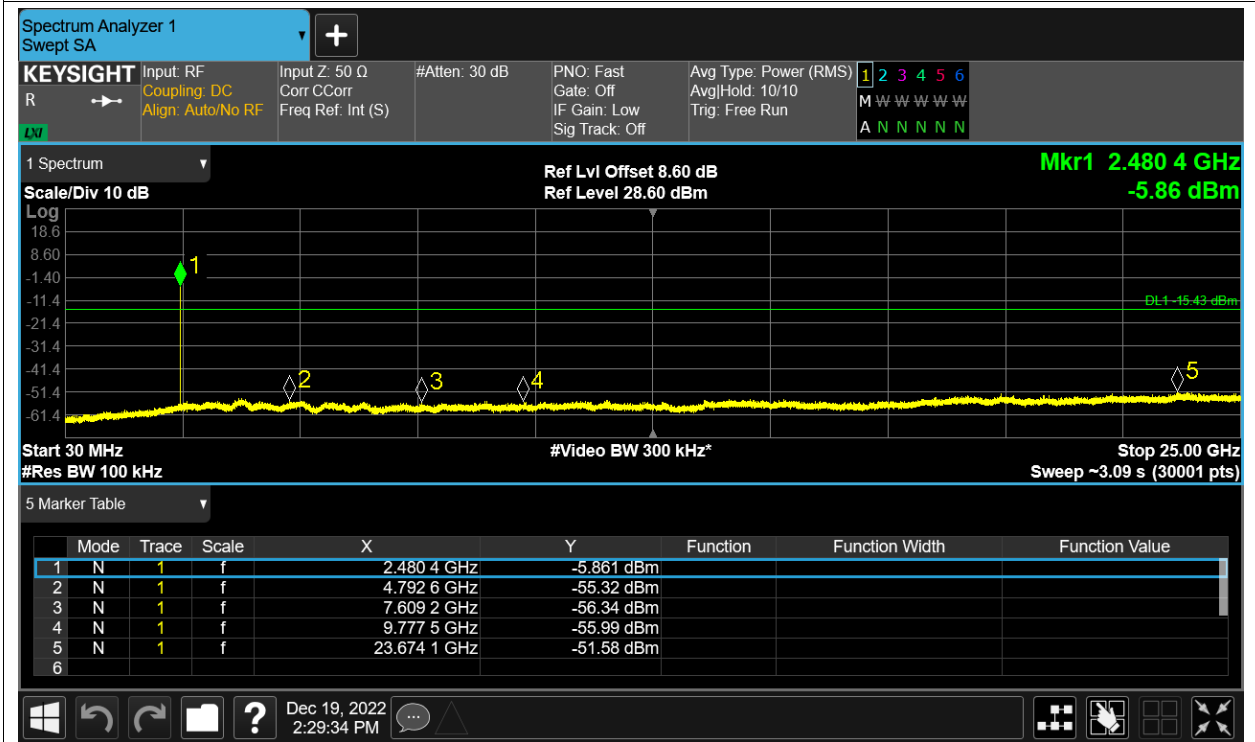 Spectrum Analyzer 1
Swept SA
KEYSIGHT
R
LXI
Input: RF
Coupling: DC
Align: Auto/No RF
Input Z: 50 Ω
Corr CCorr
Freq Ref: Int (S)
#Atten: 30 dB
PNO: Fast
Gate: Off
IF Gain: Low
Sig Track: Off
Avg Type: Power (RMS)
Avg|Hold: 10/10
Trig: Free Run
1 2 3 4 5 6
M W W W W W
A N N N N N
1 Spectrum
Scale/Div 10 dB
Ref Lvl Offset 8.60 dB
Ref Level 28.60 dBm
Mkr1 2.480 4 GHz
-5.86 dBm
Log
18.6
8.60
-1.40
-11.4
-21.4
-31.4
-41.4
-51.4
-61.4
1
DL1 -15.43 dBm
2
3
4
5
Start 30 MHz
#Res BW 100 kHz
#Video BW 300 kHz*
Stop 25.00 GHz
Sweep ~3.09 s (30001 pts)
5 Marker Table
Mode Trace Scale X Y Function Function Width Function Value
1 N 1 f 2.480 4 GHz -5.861 dBm
2 N 1 f 4.792 6 GHz -55.32 dBm
3 N 1 f 7.609 2 GHz -56.34 dBm
4 N 1 f 9.777 5 GHz -55.99 dBm
5 N 1 f 23.674 1 GHz -51.58 dBm
6
?
Dec 19, 2022
2:29:34 PM